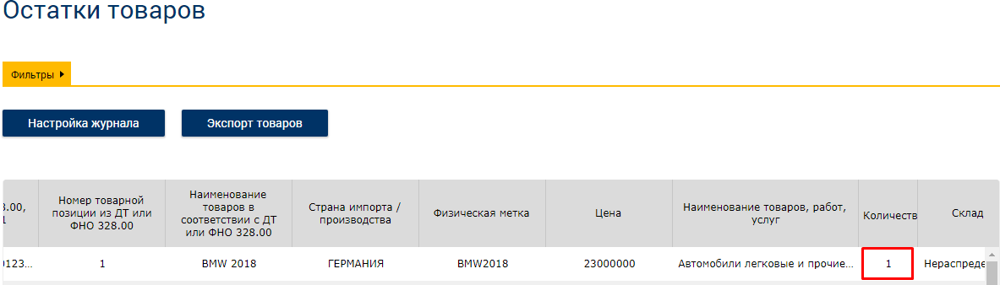 Остатки товаров
Фильтры
Настройка журнала
Экспорт товаров
3.00,
1
Номер товарной
позиции из ДТ или
ФНО 328.00
Наименование
товаров в
соответствии с ДТ
или ФНО 328.00
Страна импорта /
производства
Физическая метка
Цена
Наименование товаров, работ,
услуг
Количеств
Склад
0123...
1
BMW 2018
ГЕРМАНИЯ
BMW2018
23000000
Автомобили легковые и прочие...
1
Нераспреде